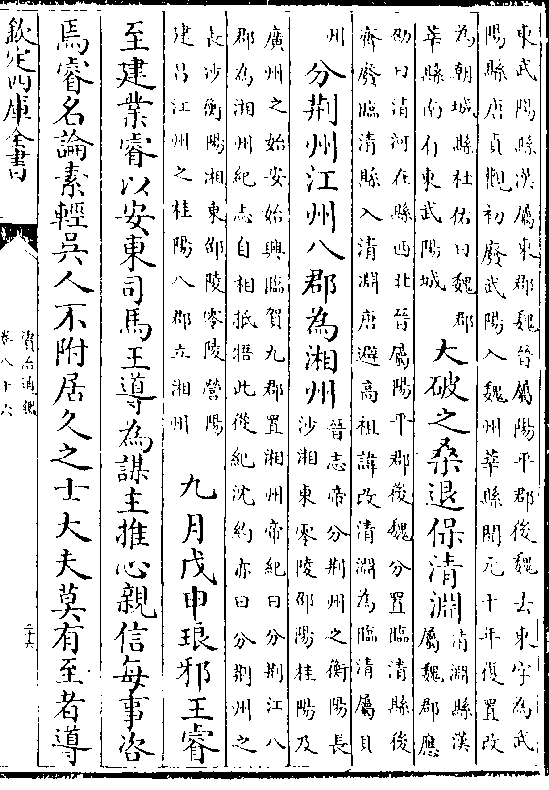 東武陽縣漢屬東郡魏晉屬陽平郡後魏去東字為武
陽縣唐貞觀初廢武陽入魏州莘縣開元十年復置改
為朝城縣杜佑曰魏郡
莘縣南有東武陽城
大破之桑退保清淵
清淵縣漢
屬魏郡應
劭曰清河在縣西北晉屬陽平郡後魏分置臨清縣後
齊廢臨清縣入清淵唐避高祖諱改清淵為臨清屬貝
州
分荊州江州八郡為湘州
晉志帝分荊州之衡陽長
沙湘東零陵邵陽桂陽及
廣州之始安始興臨賀九郡置湘州帝紀曰分荊江八
郡為湘州紀志自相抵牾此從紀沈約亦曰分荊州之
長沙衡陽湘東邵陵零陵營陽
建昌江州之桂陽八郡立湘州
九月戊申琅邪王睿
至建業睿以安東司馬王導為謀主推心親信每事咨
焉睿名論素輕吳人不附居久之士大夫莫有至者導
欽定四庫全書
資治通鑑
卷八十六
三十六